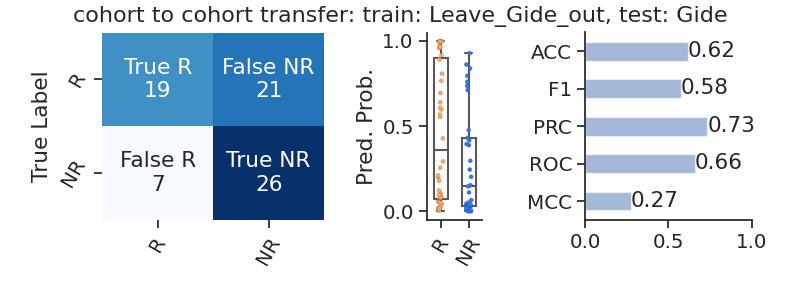 cohort to cohort transfer: train: Leave_Gide_out, test: Gide
True Label
R
NR
True R
19
False NR
21
False R
7
True NR
26
R
NR
Pred. Prob.
1.0
0.5
0.0
R
NR
ACC
F1
PRC
ROC
MCC
0.62
0.58
0.73
0.66
0.27
0.0
0.5
1.0